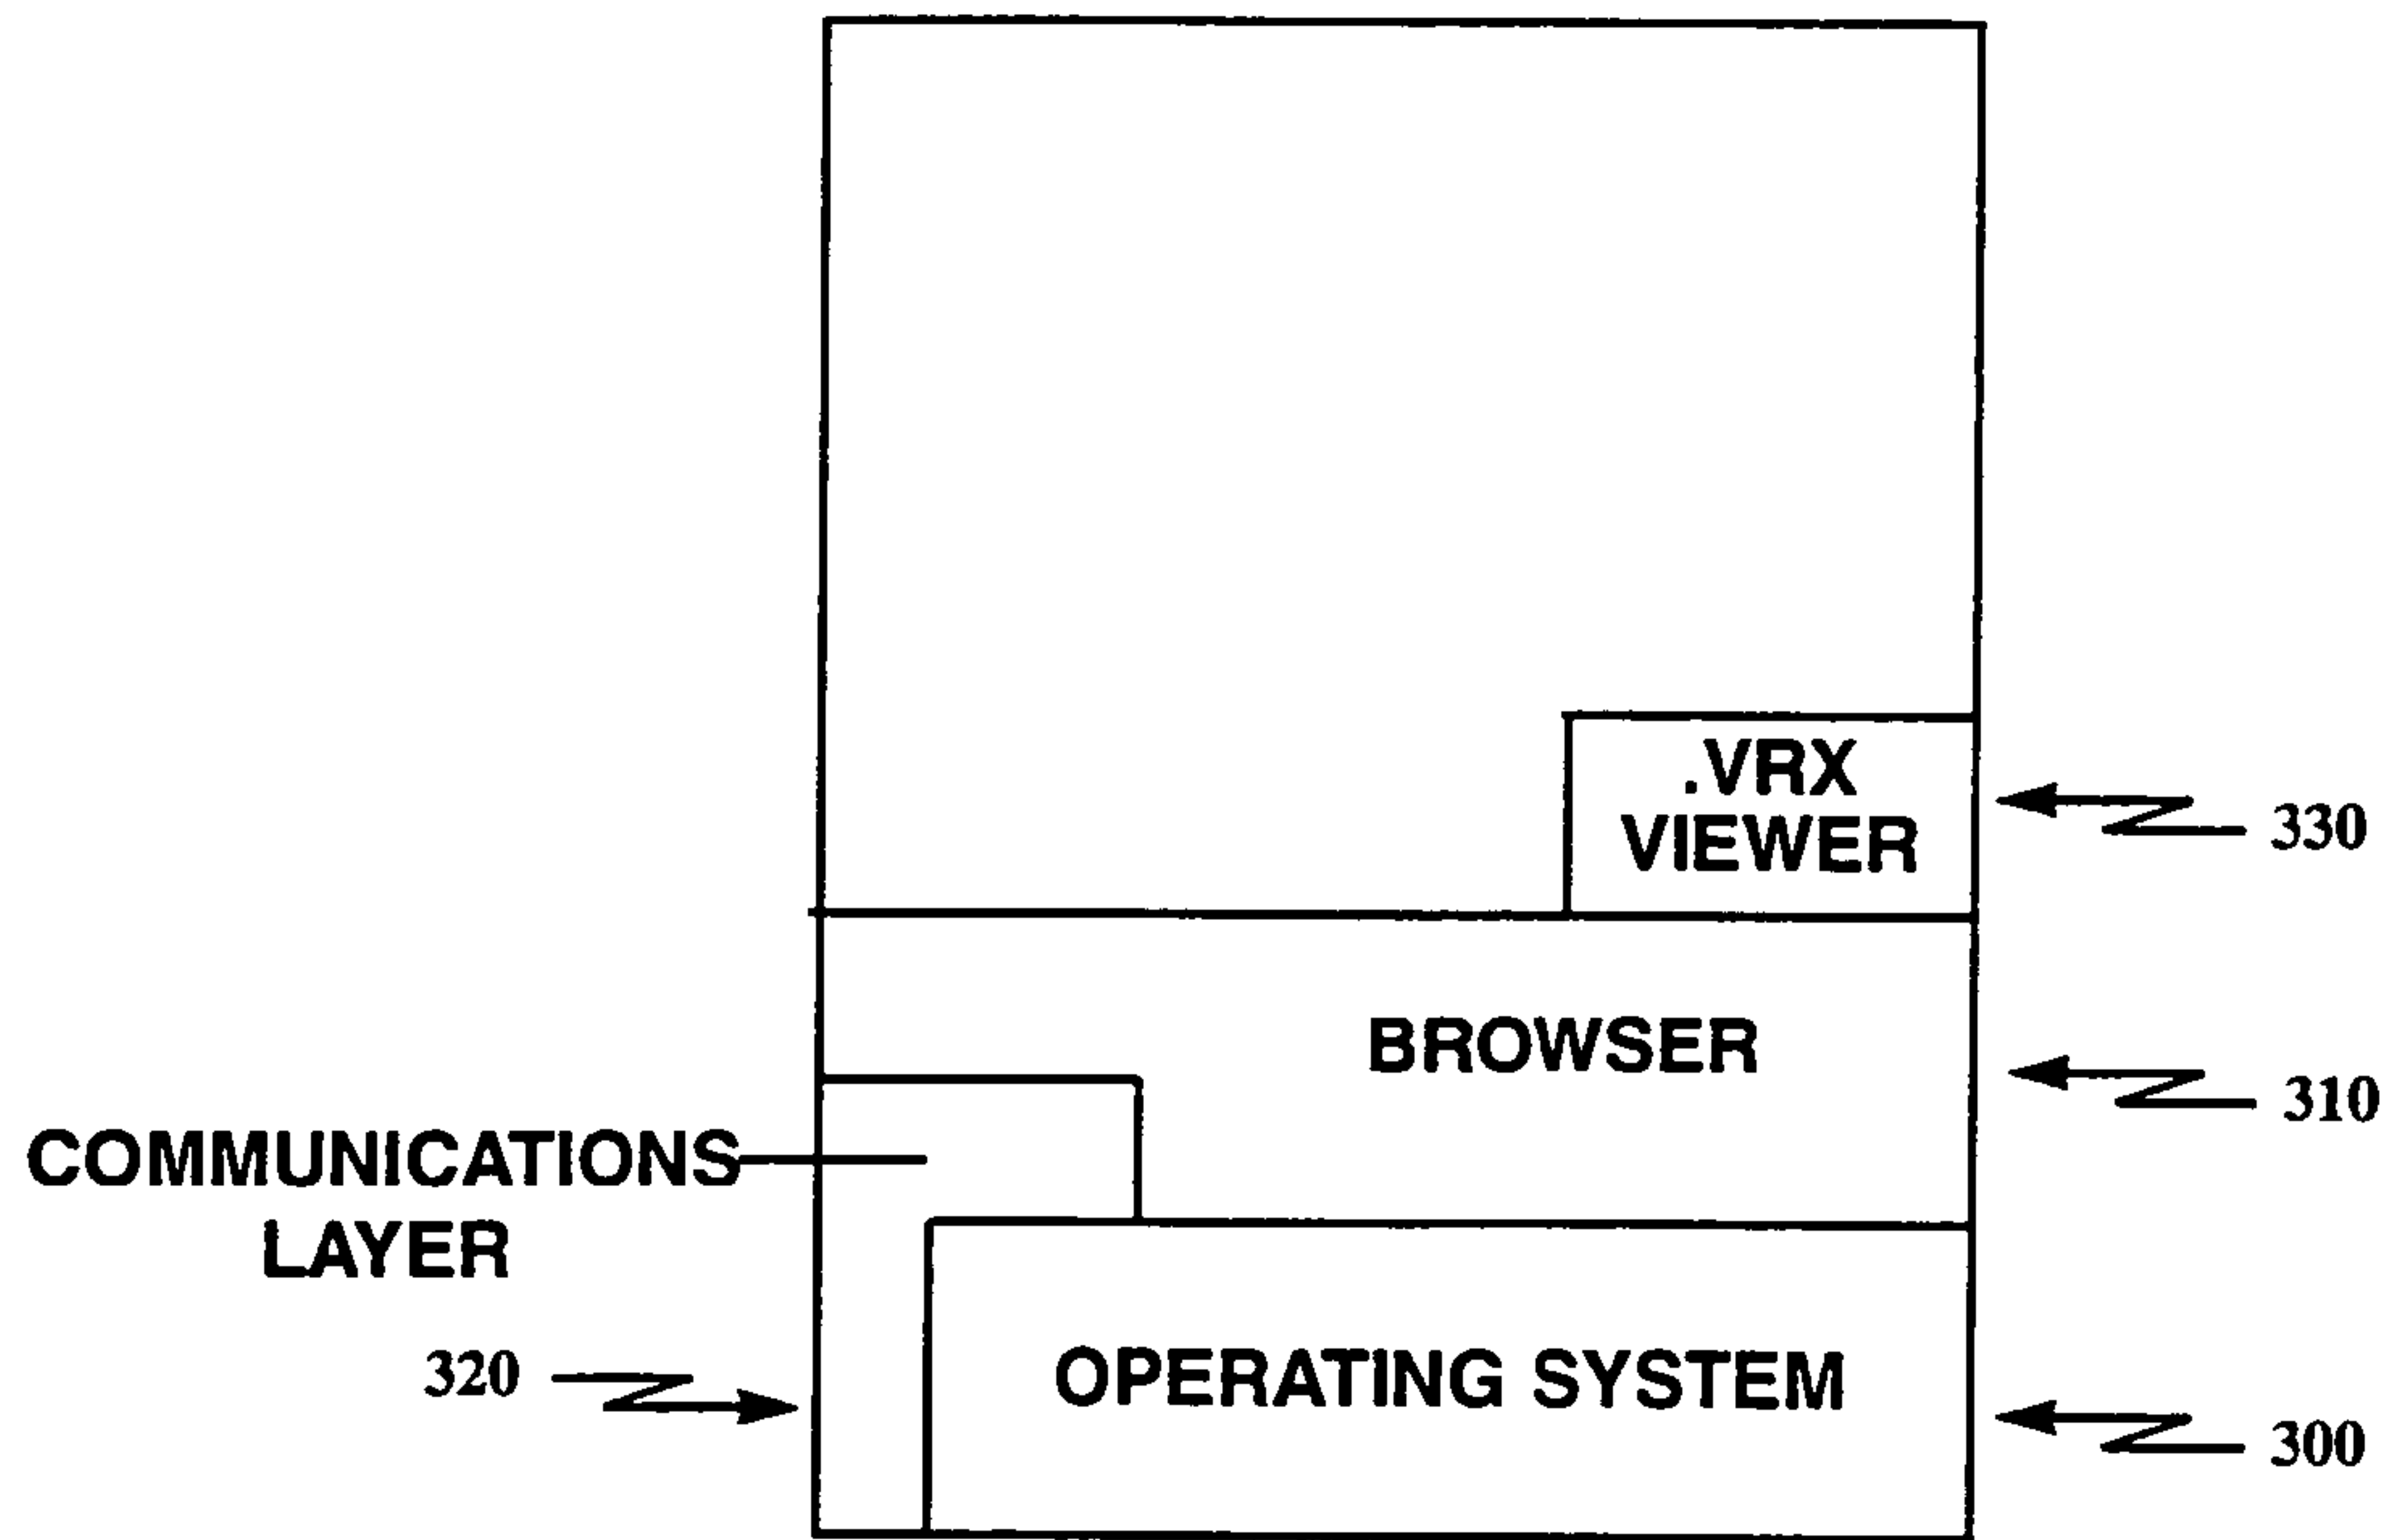 .VRX
VIEWER
330
BROWSER
310
COMMUNICATIONS
LAYER
320
OPERATING SYSTEM
300